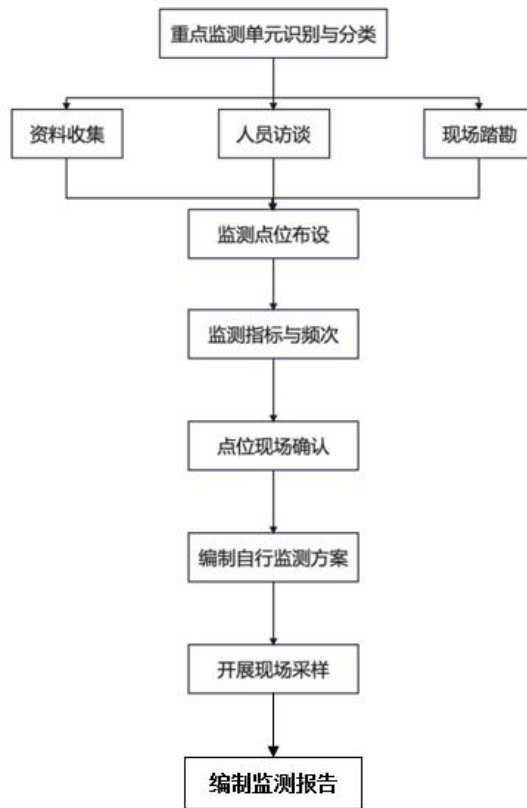 重点监测单元识别与分类
资料收集
人员访谈
现场踏勘
监测点位布设
监测指标与频次
点位现场确认
编制自行监测方案
开展现场采样
编制监测报告